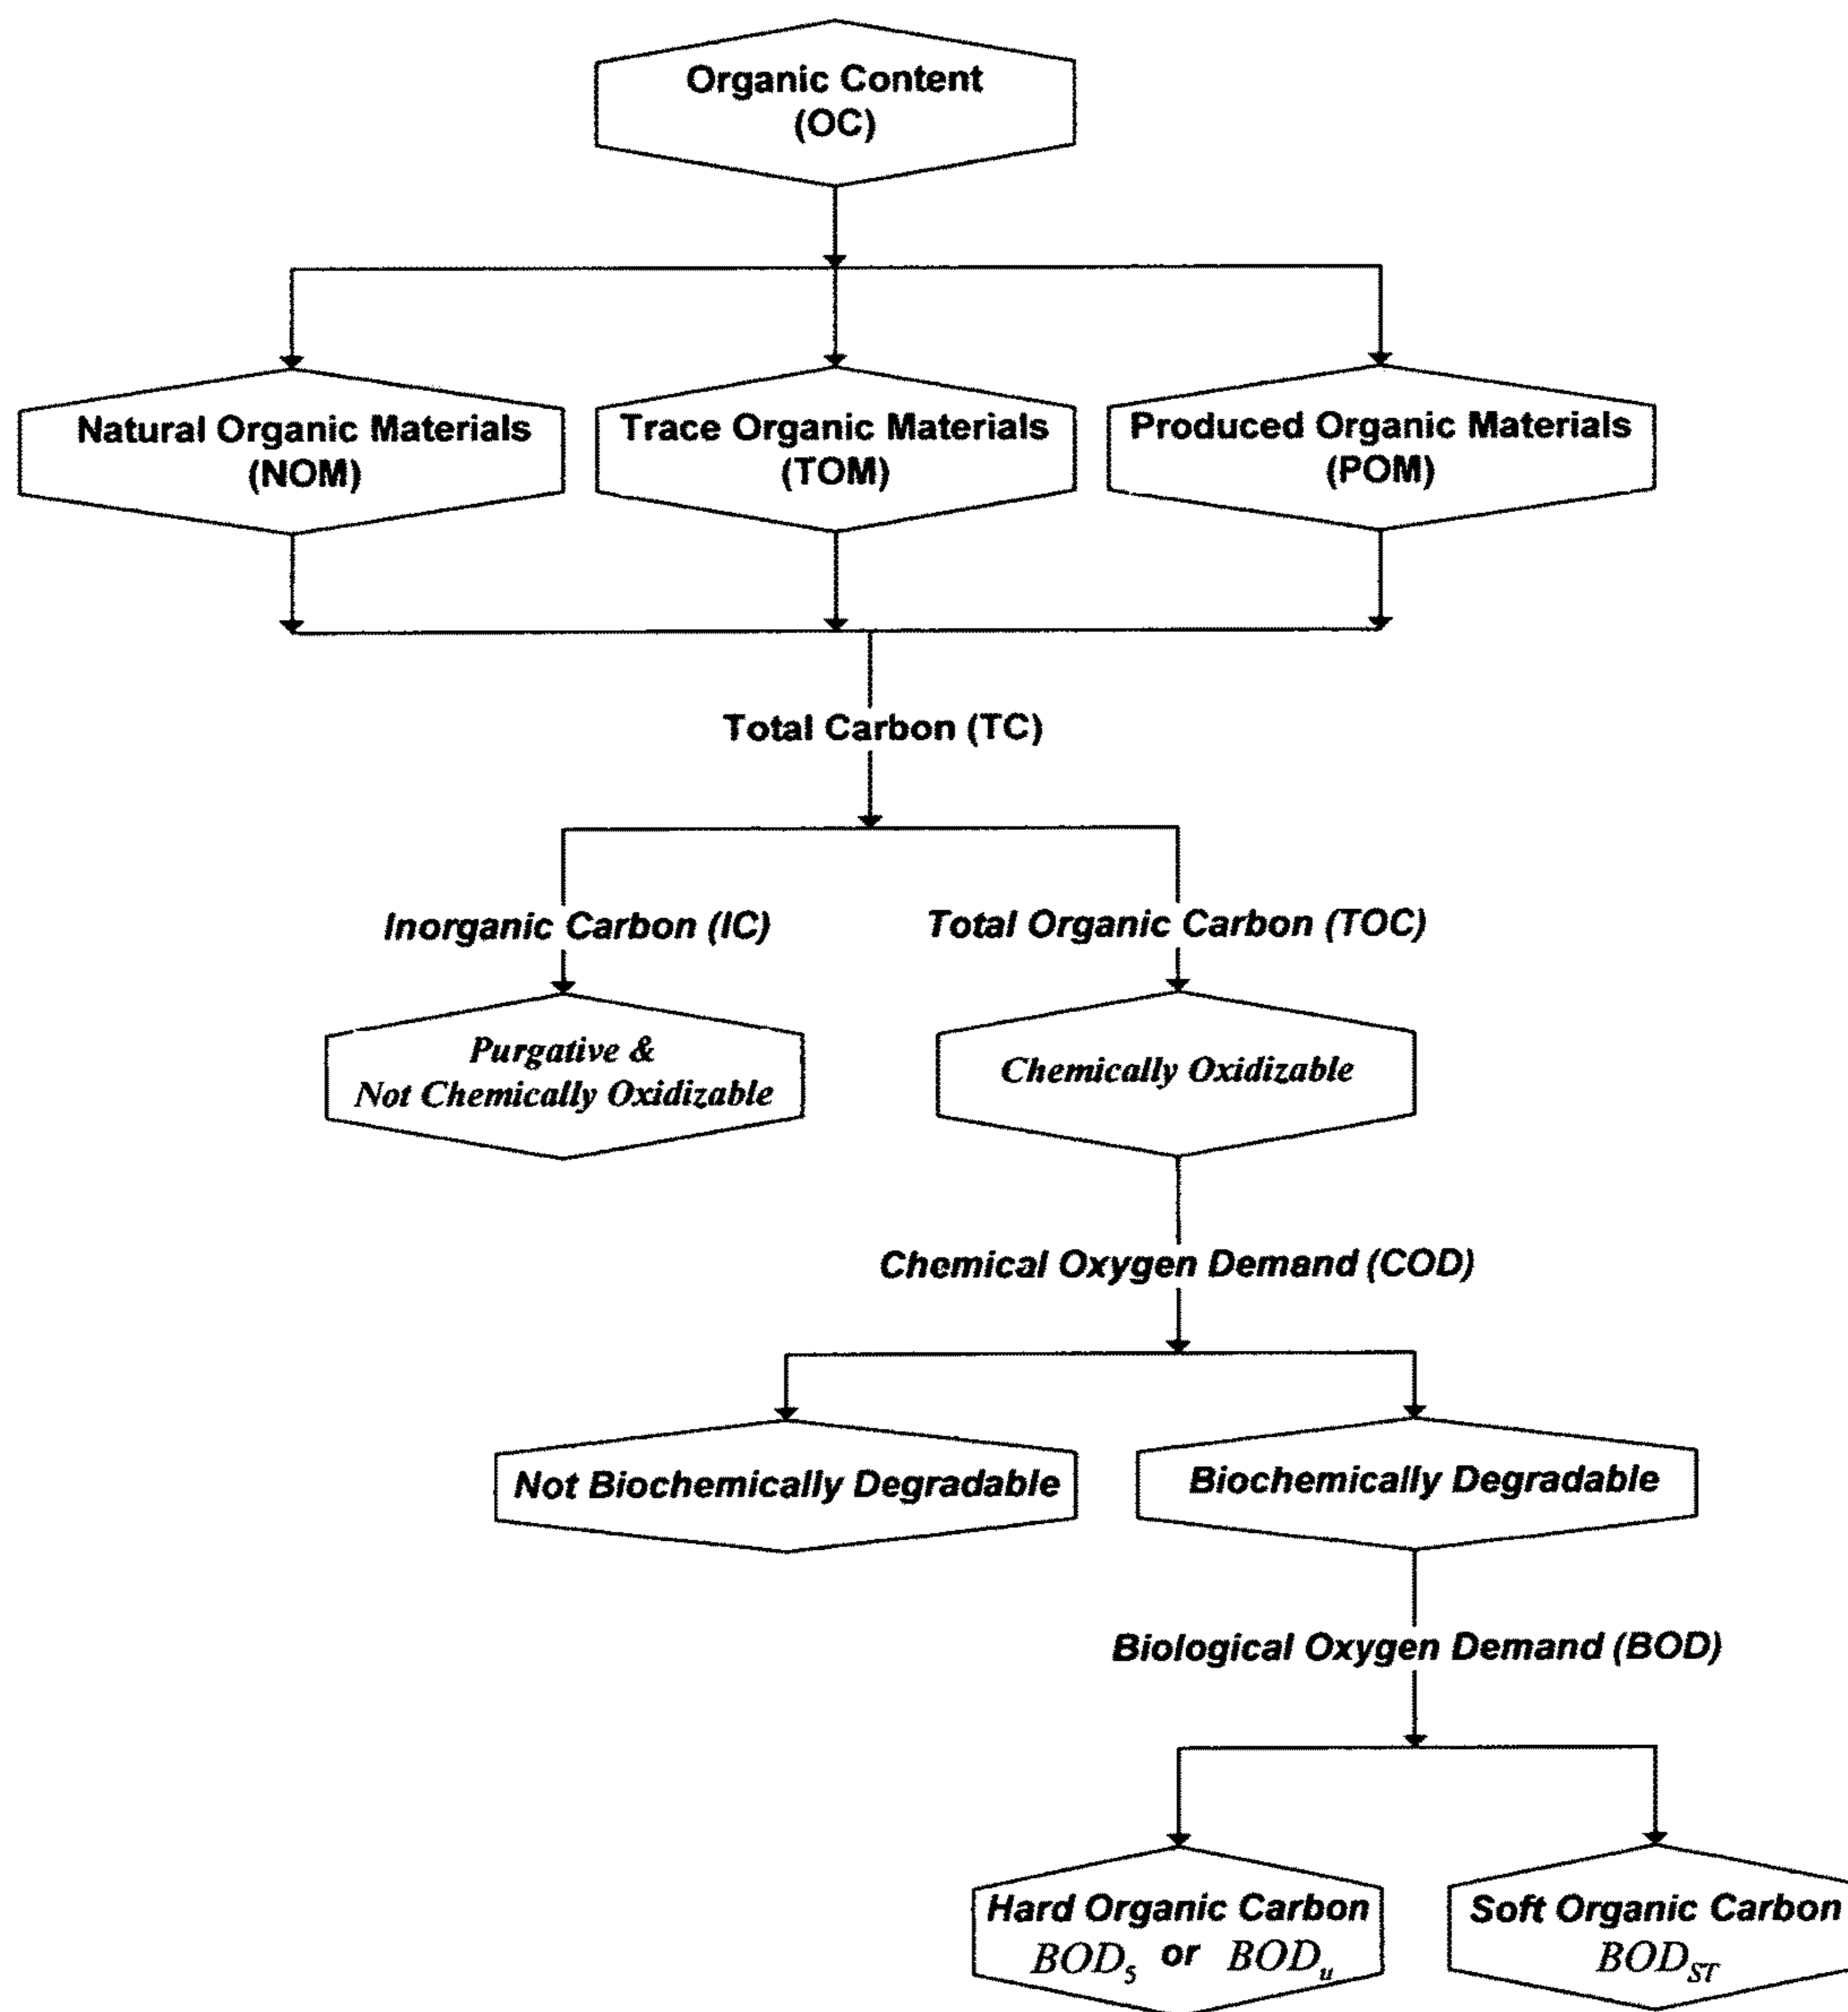 Organic Content
(OC)
Natural Organic Materials
(NOM)
Trace Organic Materials
(TOM)
Produced Organic Materials
(POM)
Total Carbon (TC)
Inorganic Carbon (IC)
Total Organic Carbon (TOC)
Purgative &
Not Chemically Oxidizable
Chemically Oxidizable
Chemical Oxygen Demand (COD)
Not Biochemically Degradable
Biochemically Degradable
Biological Oxygen Demand (BOD)
Hard Organic Carbon
BOD₅ or BODᵤ
Soft Organic Carbon
BOD_ST